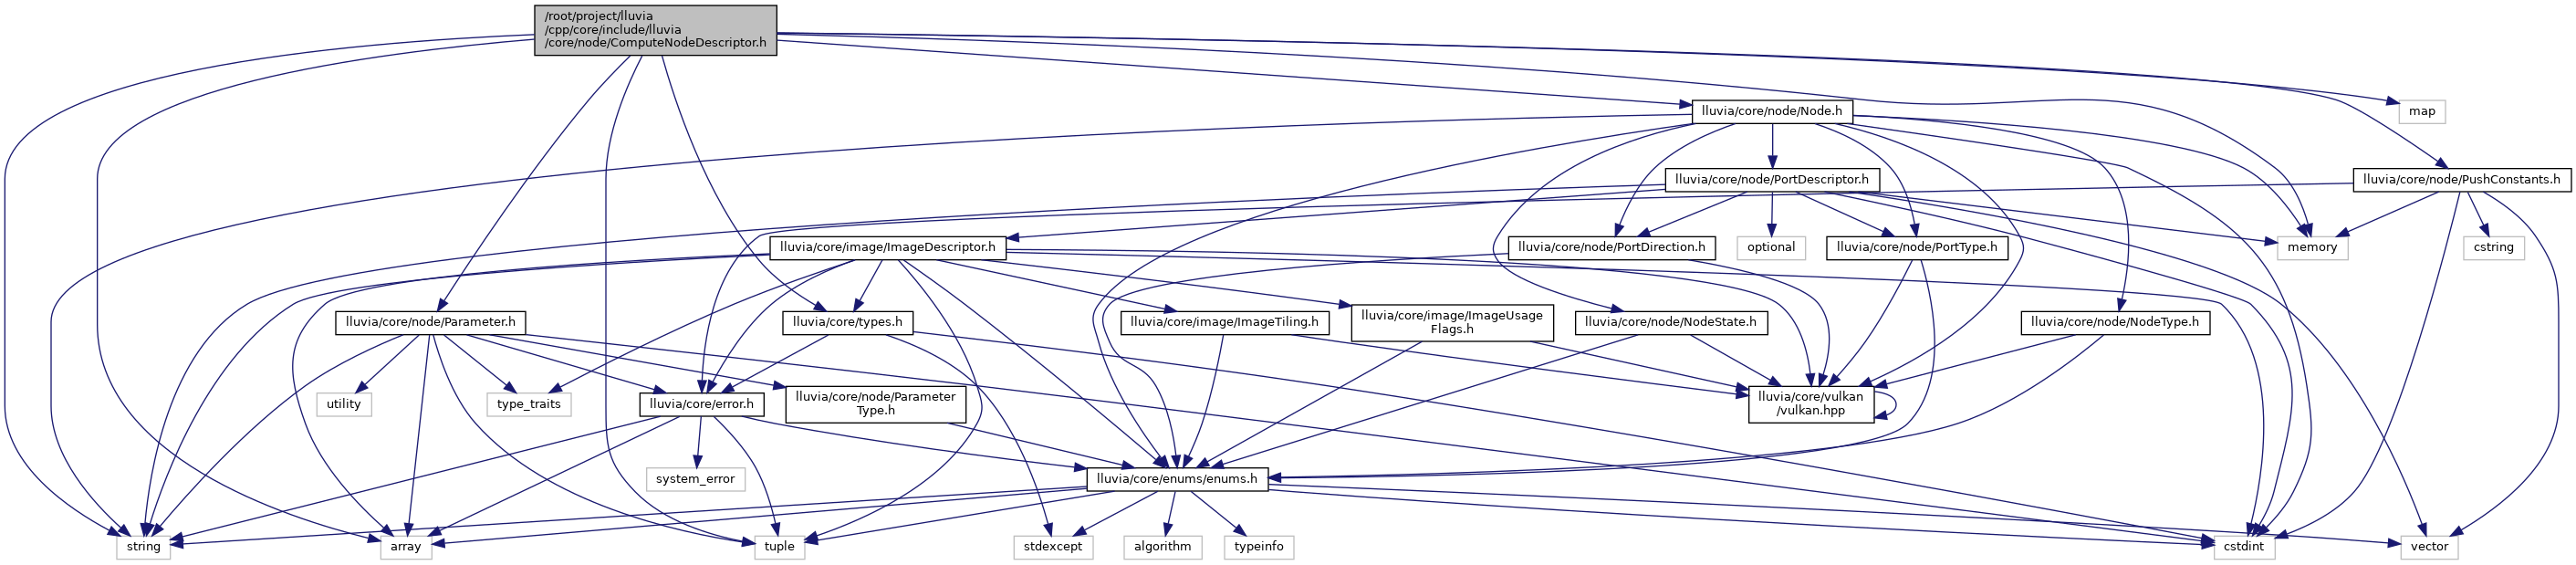 /root/project/lluvia
/cpp/core/include/lluvia
/core/node/ComputeNodeDescriptor.h
lluvia/core/node/Node.h
map
lluvia/core/node/PortDescriptor.h
lluvia/core/node/PushConstants.h
lluvia/core/image/ImageDescriptor.h
lluvia/core/node/PortDirection.h
optional
lluvia/core/node/PortType.h
memory
cstring
lluvia/core/node/Parameter.h
lluvia/core/types.h
lluvia/core/image/ImageTiling.h
lluvia/core/image/ImageUsage
Flags.h
lluvia/core/node/NodeState.h
lluvia/core/node/NodeType.h
utility
type_traits
lluvia/core/error.h
lluvia/core/node/Parameter
Type.h
lluvia/core/vulkan
/vulkan.hpp
system_error
lluvia/core/enums/enums.h
string
array
tuple
stdexcept
algorithm
typeinfo
cstdint
vector